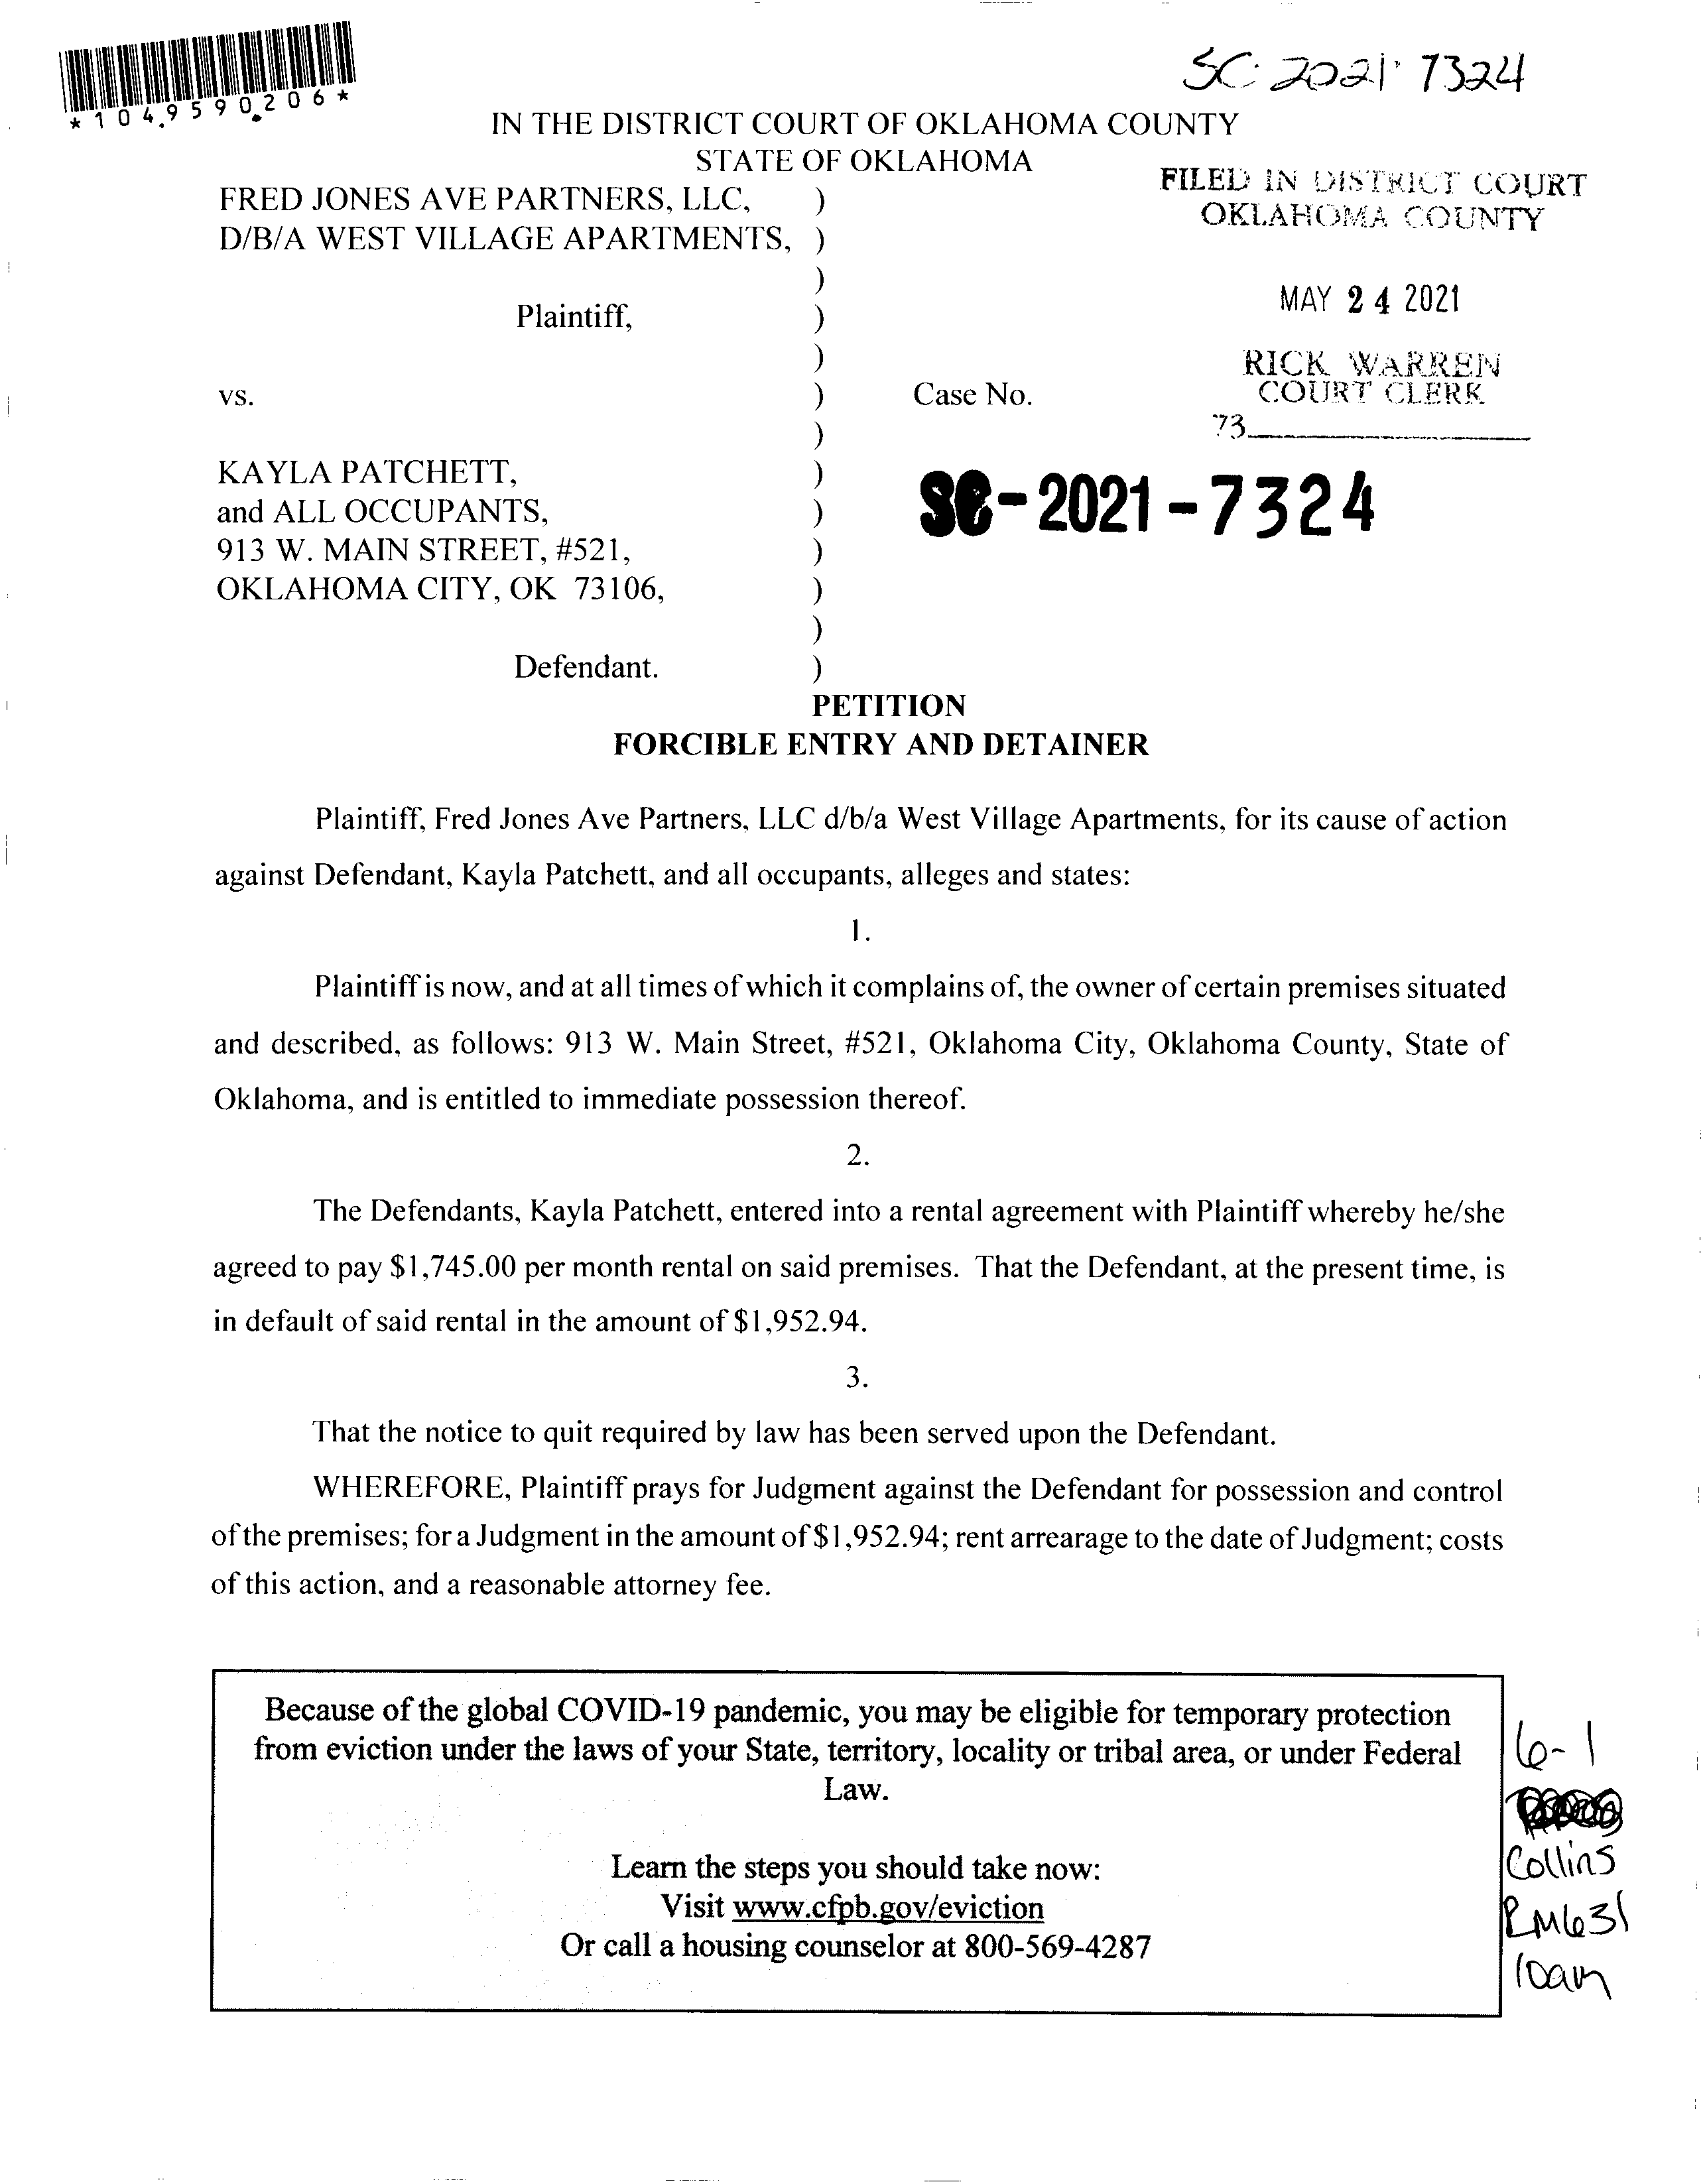 SC-2021-7324
*1049590206*
IN THE DISTRICT COURT OF OKLAHOMA COUNTY
STATE OF OKLAHOMA
FILED IN DISTRICT COURT
OKLAHOMA COUNTY
MAY 24 2021
RICK WARREN
COURT CLERK
73
FRED JONES AVE PARTNERS, LLC, )
D/B/A WEST VILLAGE APARTMENTS, )
)
Plaintiff, )
)
vs. ) Case No.
)
KAYLA PATCHETT, )
and ALL OCCUPANTS, ) SC-2021-7324
913 W. MAIN STREET, #521, )
OKLAHOMA CITY, OK 73106, )
)
Defendant. )
PETITION
FORCIBLE ENTRY AND DETAINER
Plaintiff, Fred Jones Ave Partners, LLC d/b/a West Village Apartments, for its cause of action
against Defendant, Kayla Patchett, and all occupants, alleges and states:
1.
Plaintiff is now, and at all times of which it complains of, the owner of certain premises situated
and described, as follows: 913 W. Main Street, #521, Oklahoma City, Oklahoma County, State of
Oklahoma, and is entitled to immediate possession thereof.
2.
The Defendants, Kayla Patchett, entered into a rental agreement with Plaintiff whereby he/she
agreed to pay $1,745.00 per month rental on said premises. That the Defendant, at the present time, is
in default of said rental in the amount of $1,952.94.
3.
That the notice to quit required by law has been served upon the Defendant.
WHEREFORE, Plaintiff prays for Judgment against the Defendant for possession and control
of the premises; for a Judgment in the amount of $1,952.94; rent arrearage to the date of Judgment; costs
of this action, and a reasonable attorney fee.
Because of the global COVID-19 pandemic, you may be eligible for temporary protection
from eviction under the laws of your State, territory, locality or tribal area, or under Federal
Law.
Learn the steps you should take now:
Visit www.cfpb.gov/eviction
Or call a housing counselor at 800-569-4287
6-1
Collins
RM631
10am